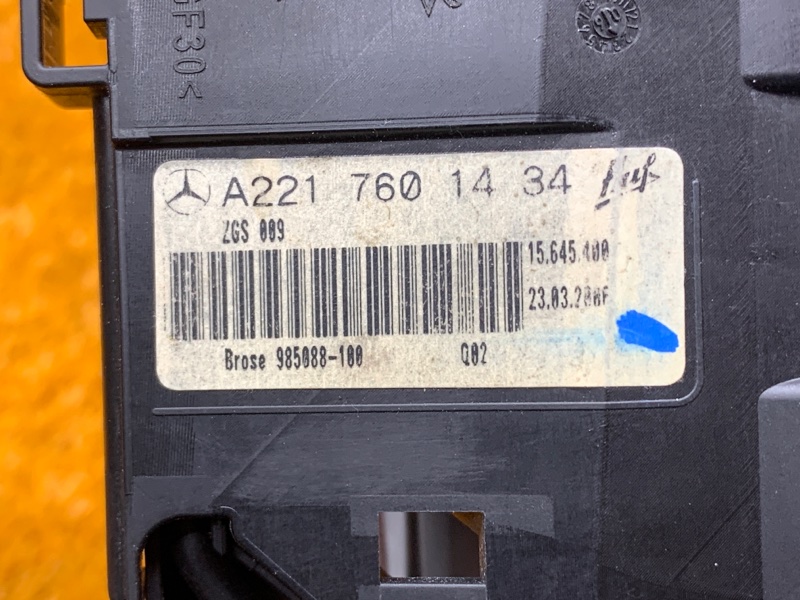 GF30<
A221 760 14 34
ZGS 009
15.645.400
Brose 985088-100
Q02